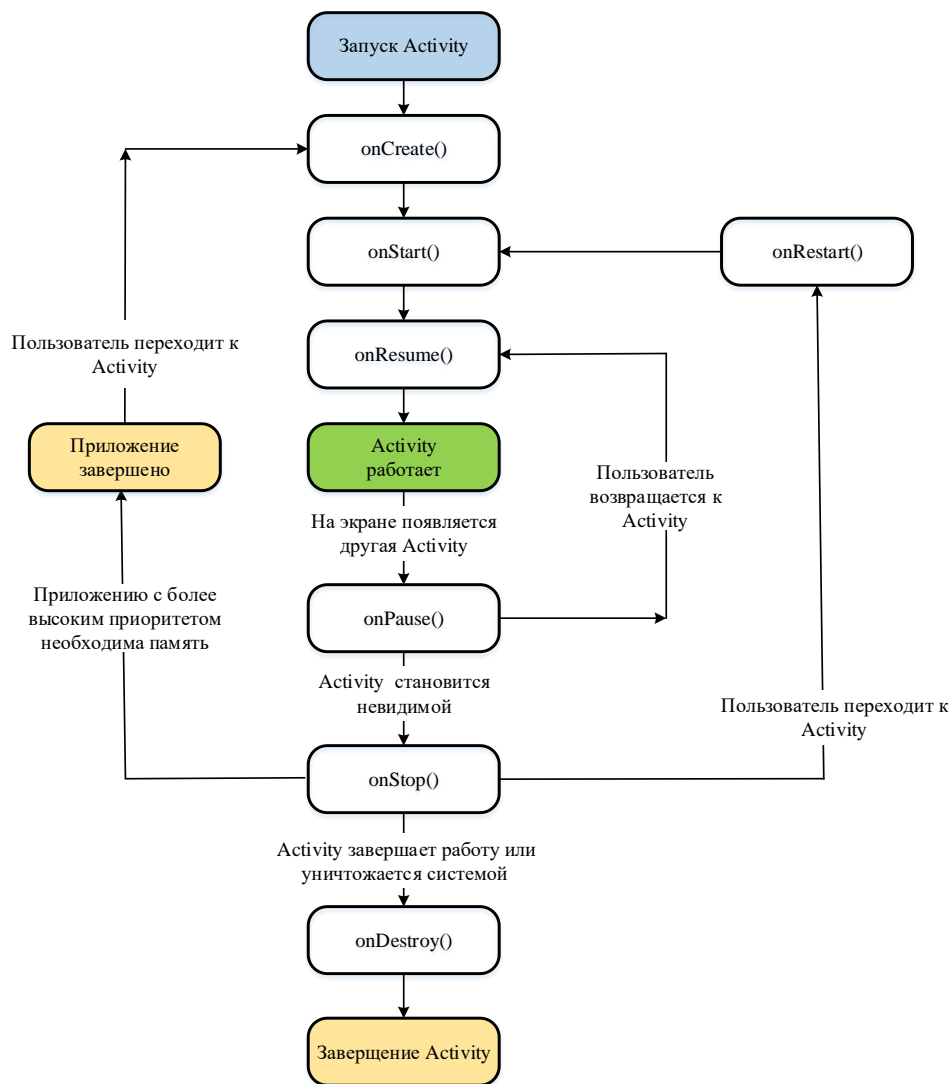 Запуск Activity
onCreate()
onStart()
onRestart()
onResume()
Пользователь переходит к
Activity
Приложение
завершено
Activity
работает
Пользователь
возвращается к
Activity
На экране появляется
другая Activity
Приложению с более
высоким приоритетом
необходима память
onPause()
Activity становится
невидимой
Пользователь переходит к
Activity
onStop()
Activity завершает работу или
уничтожается системой
onDestroy()
Заверщение Activity